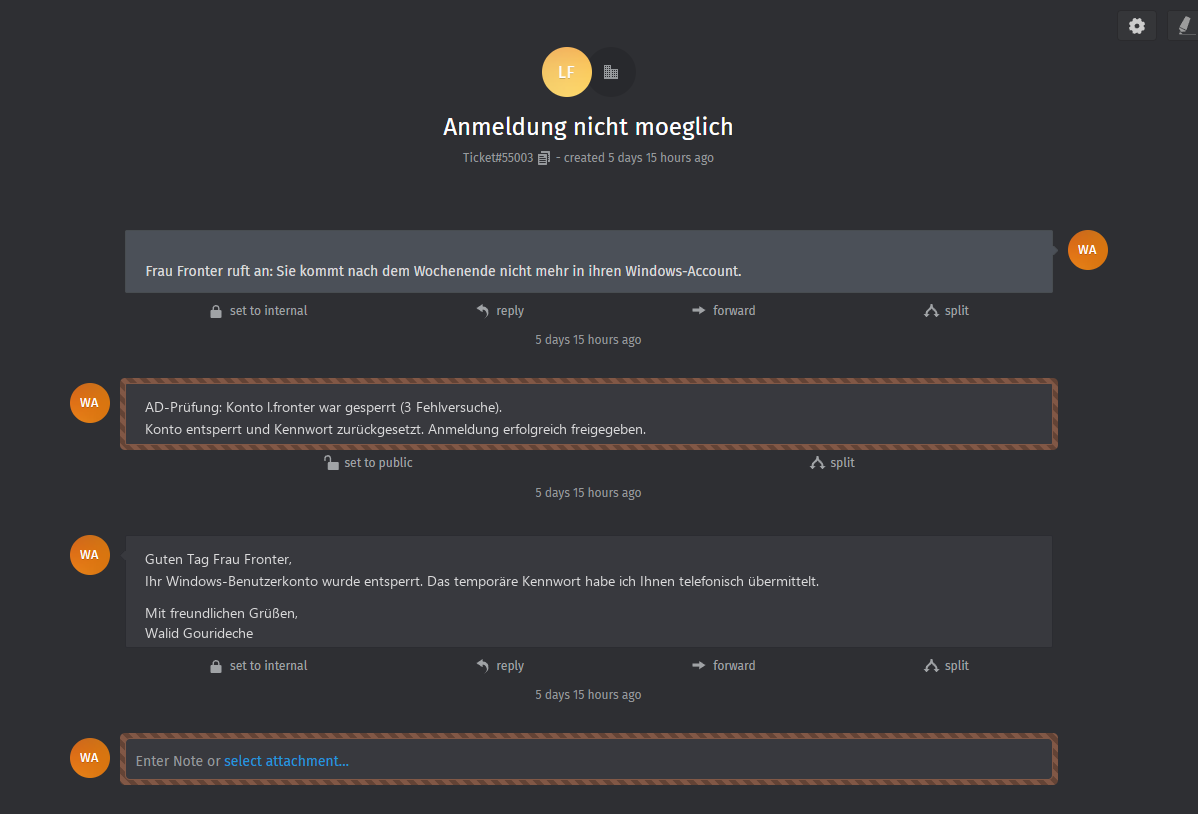 LF
Anmeldung nicht moeglich
Ticket#55003 - created 5 days 15 hours ago
WA
Frau Fronter ruft an: Sie kommt nach dem Wochenende nicht mehr in ihren Windows-Account.
set to internal reply forward split
5 days 15 hours ago
WA
AD-Prüfung: Konto l.fronter war gesperrt (3 Fehlversuche).
Konto entsperrt und Kennwort zurückgesetzt. Anmeldung erfolgreich freigegeben.
set to public split
5 days 15 hours ago
WA
Guten Tag Frau Fronter,
Ihr Windows-Benutzerkonto wurde entsperrt. Das temporäre Kennwort habe ich Ihnen telefonisch übermittelt.
Mit freundlichen Grüßen,
Walid Gourideche
set to internal reply forward split
5 days 15 hours ago
WA
Enter Note or select attachment...